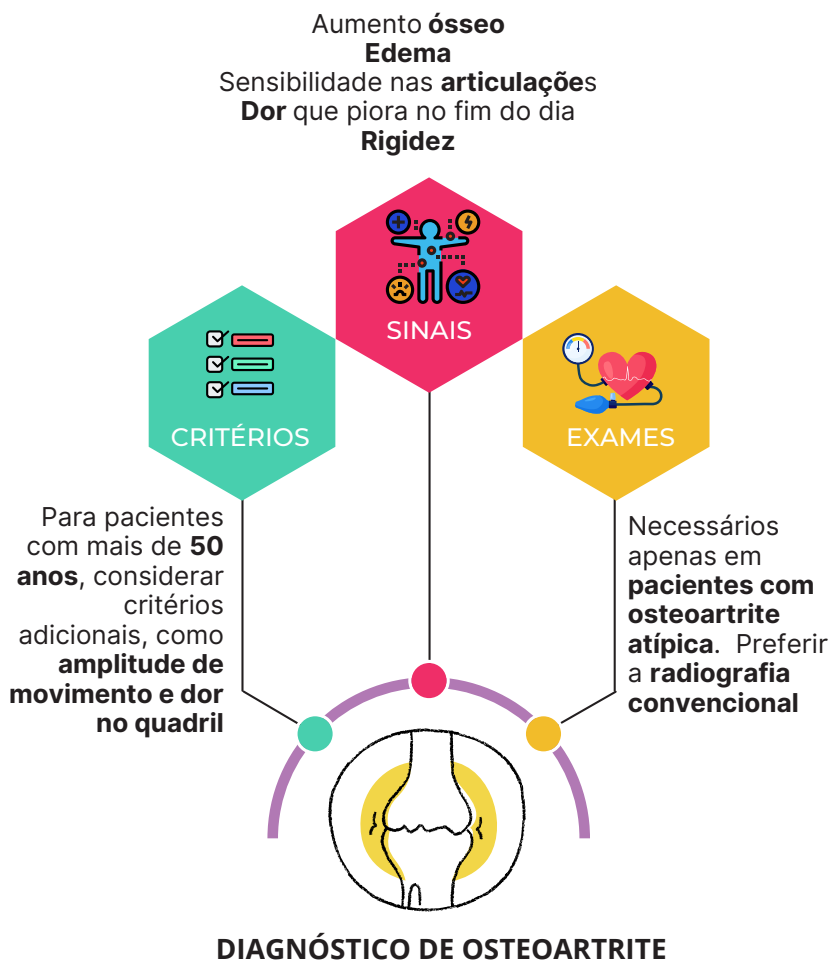 Aumento ósseo
Edema
Sensibilidade nas articulações
Dor que piora no fim do dia
Rigidez
SINAIS
CRITÉRIOS
EXAMES
Para pacientes
com mais de 50
anos, considerar
critérios
adicionais, como
amplitude de
movimento e dor
no quadril
Necessários
apenas em
pacientes com
osteoartrite
atípica. Preferir
a radiografia
convencional
DIAGNÓSTICO DE OSTEOARTRITE